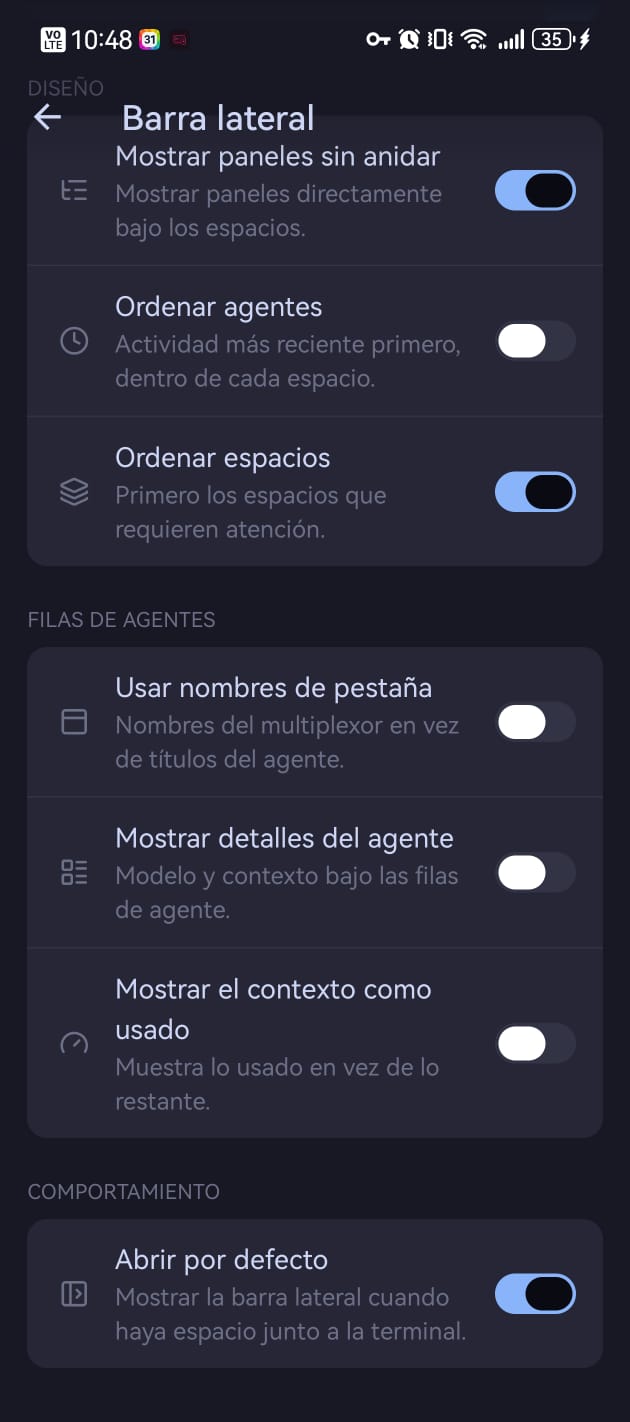 VO LTE 10:48 31 35
DISEÑO
Barra lateral
Mostrar paneles sin anidar
Mostrar paneles directamente
bajo los espacios.
Ordenar agentes
Actividad más reciente primero,
dentro de cada espacio.
Ordenar espacios
Primero los espacios que
requieren atención.
FILAS DE AGENTES
Usar nombres de pestaña
Nombres del multiplexor en vez
de títulos del agente.
Mostrar detalles del agente
Modelo y contexto bajo las filas
de agente.
Mostrar el contexto como
usado
Muestra lo usado en vez de lo
restante.
COMPORTAMIENTO
Abrir por defecto
Mostrar la barra lateral cuando
haya espacio junto a la terminal.